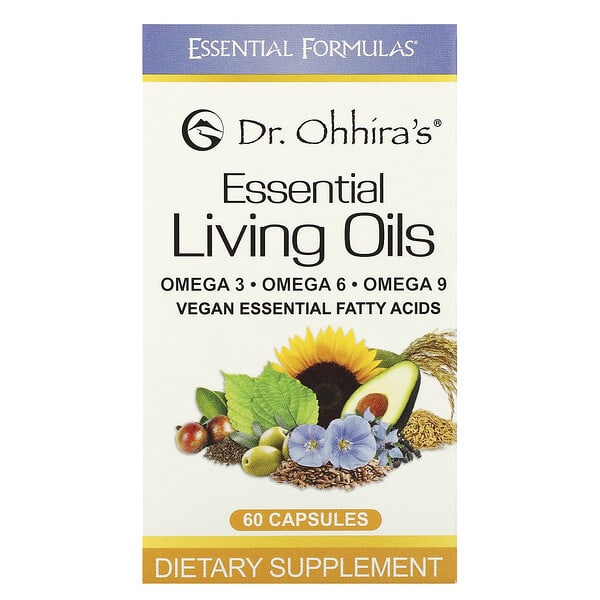 ESSENTIAL FORMULAS®
Dr. Ohhira's®
Essential
Living Oils
OMEGA 3 • OMEGA 6 • OMEGA 9
VEGAN ESSENTIAL FATTY ACIDS
60 CAPSULES
DIETARY SUPPLEMENT